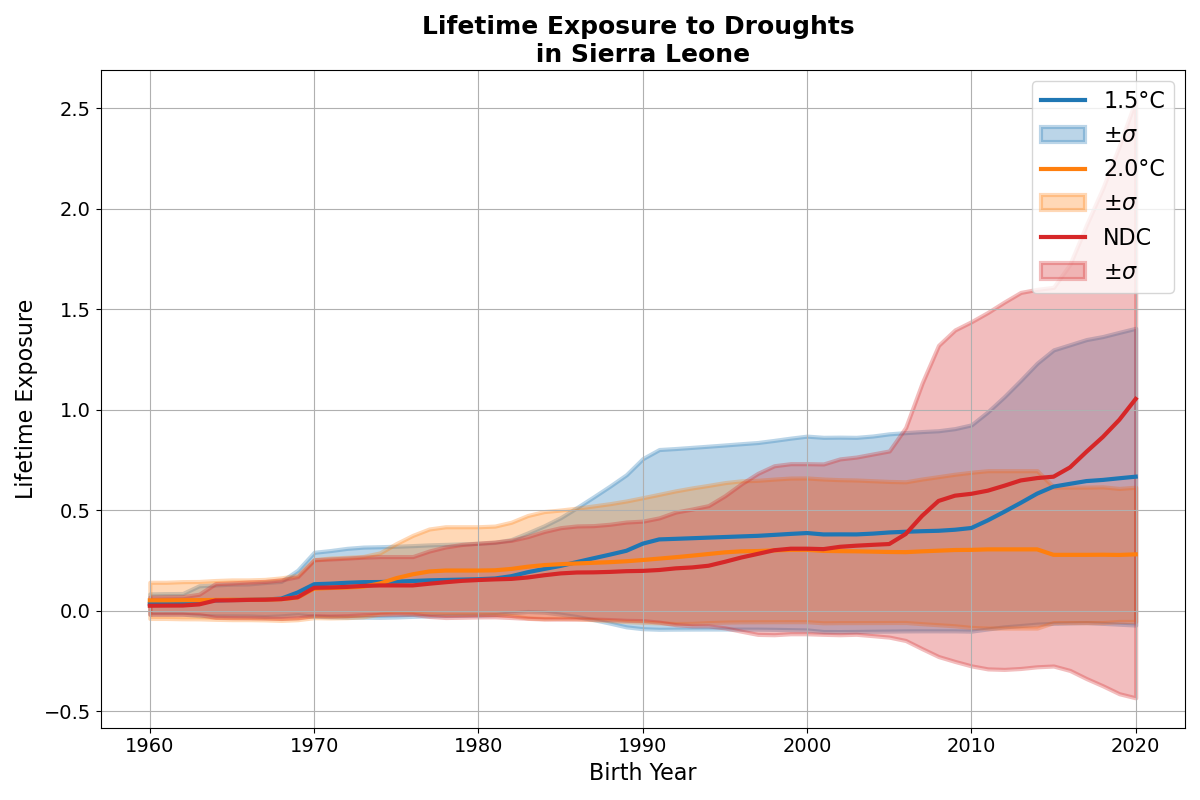 Lifetime Exposure to Droughts
in Sierra Leone
2.5
2.0
1.5
1.0
0.5
0.0
−0.5
Lifetime Exposure
1.5°C
±σ
2.0°C
±σ
NDC
±σ
1960 1970 1980 1990 2000 2010 2020
Birth Year